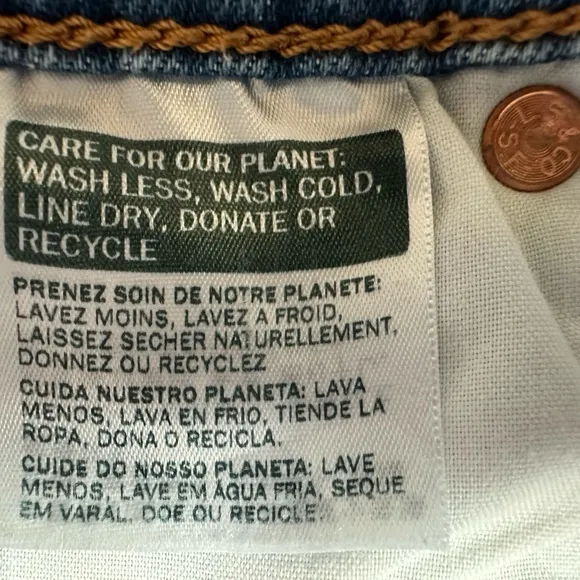 CARE FOR OUR PLANET:
WASH LESS, WASH COLD,
LINE DRY, DONATE OR
RECYCLE
PRENEZ SOIN DE NOTRE PLANETE:
LAVEZ MOINS, LAVEZ A FROID,
LAISSEZ SECHER NATURELLEMENT,
DONNEZ OU RECYCLEZ
CUIDA NUESTRO PLANETA: LAVA
MENOS, LAVA EN FRIO, TIENDE LA
ROPA, DONA O RECICLA.
CUIDE DO NOSSO PLANETA: LAVE
MENOS, LAVE EM ÁGUA FRIA, SEQUE
EM VARAL, DOE OU RECICLE.